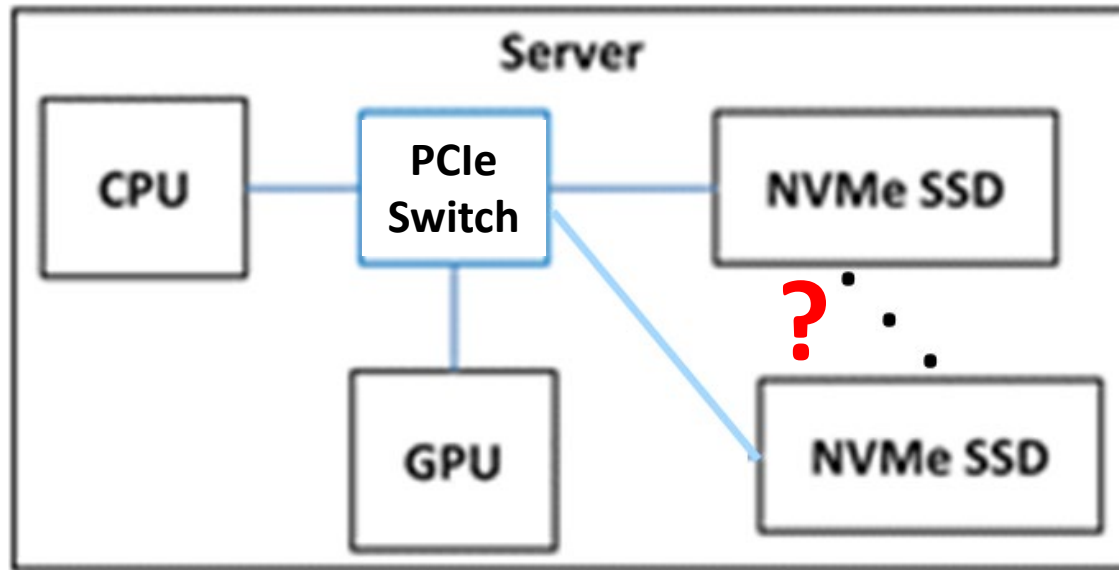 Server
CPU
PCIe
Switch
NVMe SSD
?
GPU
NVMe SSD